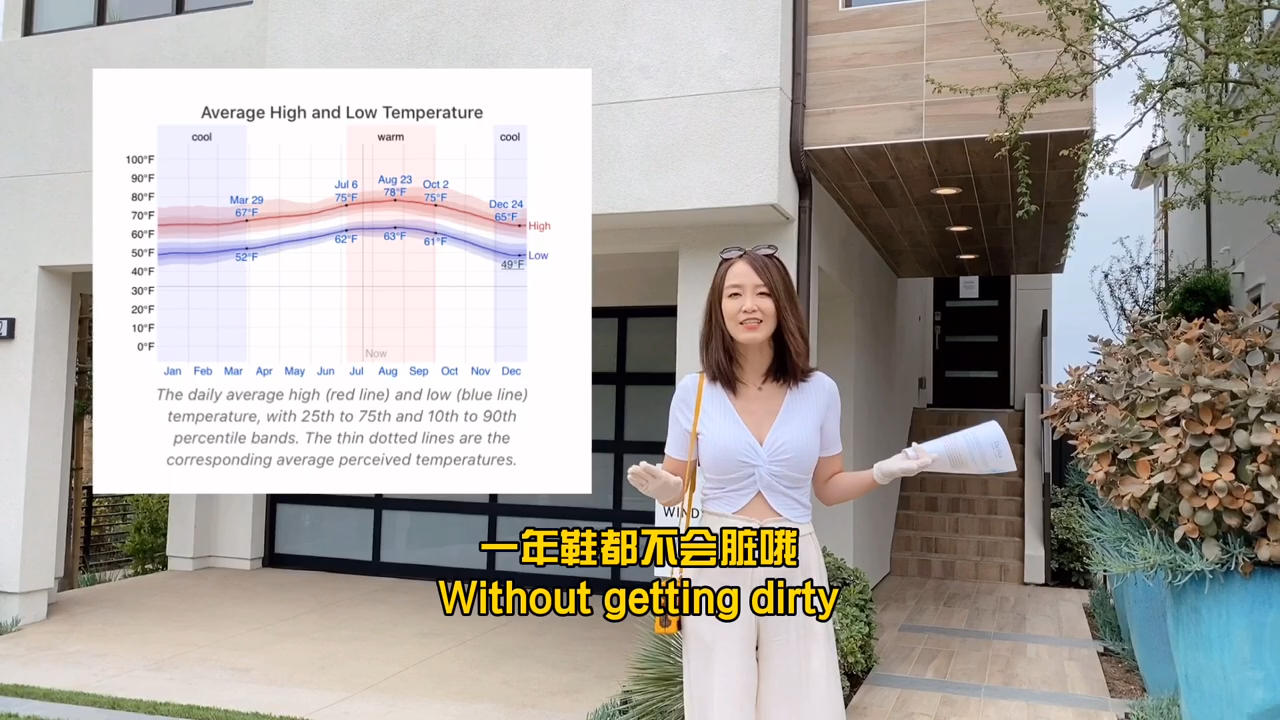 Average High and Low Temperature
cool warm cool
100°F
90°F
80°F
70°F
60°F
50°F
40°F
30°F
20°F
10°F
0°F
Mar 29
67°F
52°F
Jul 6
75°F
62°F
Aug 23
78°F
63°F
Oct 2
75°F
61°F
Dec 24
65°F
49°F
High
Low
Now
Jan Feb Mar Apr May Jun Jul Aug Sep Oct Nov Dec
The daily average high (red line) and low (blue line)
temperature, with 25th to 75th and 10th to 90th
percentile bands. The thin dotted lines are the
corresponding average perceived temperatures.
WIND
一年鞋都不会脏哦
Without getting dirty